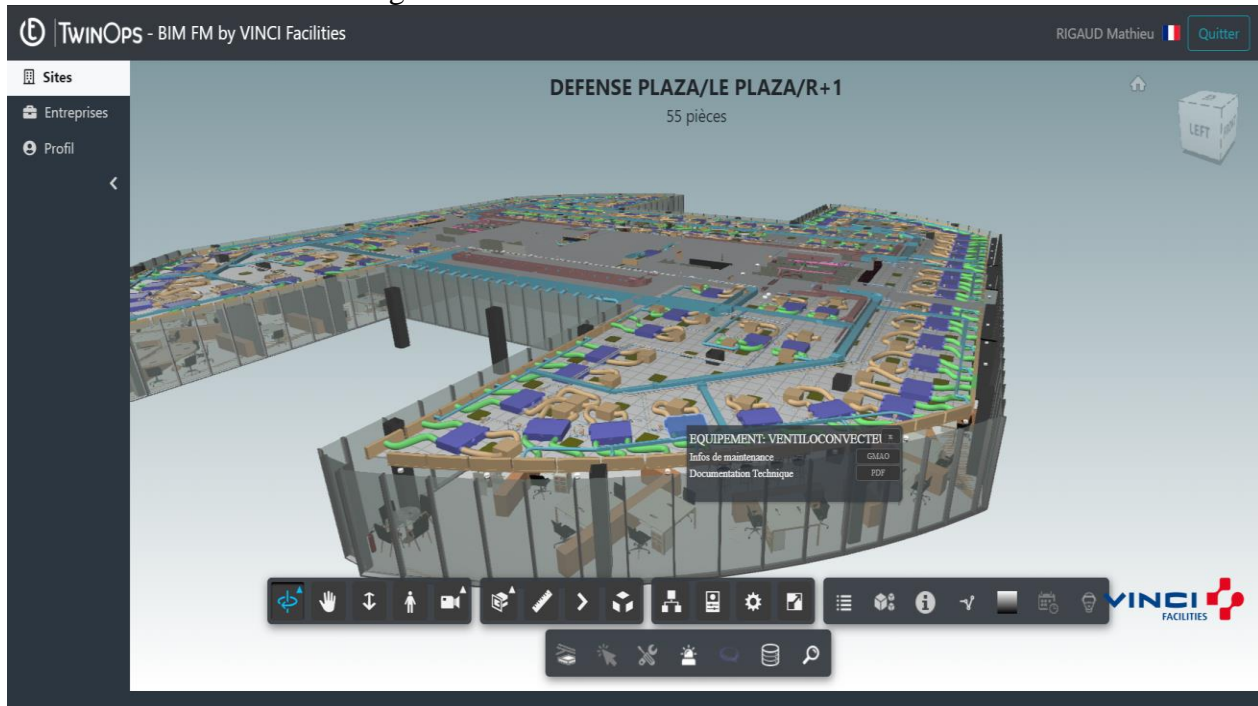 TWINOPS - BIM FM by VINCI Facilities
RIGAUD Mathieu
Quitter
Sites
Entreprises
Profil
DEFENSE PLAZA/LE PLAZA/R+1
55 pièces
LEFT
EQUIPEMENT: VENTILOCONVECTEU
x
Infos de maintenance
GMAO
Documentation Technique
PDF
VINCI
FACILITIES